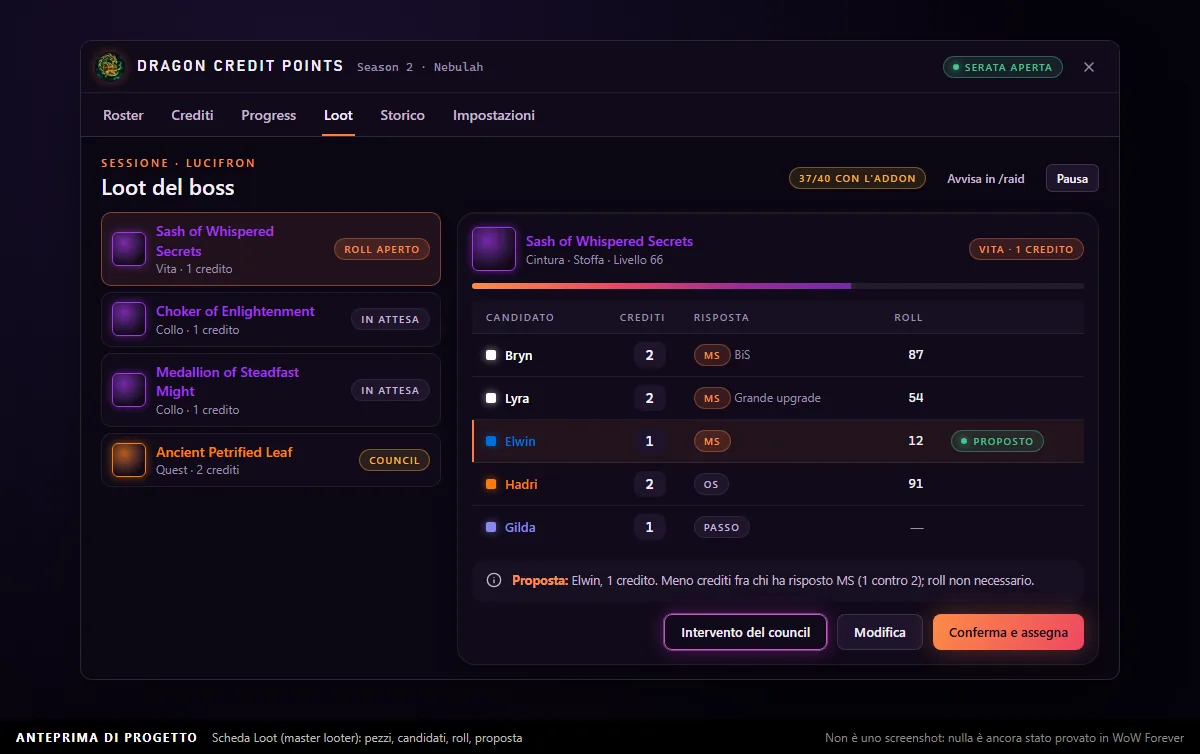 DRAGON CREDIT POINTS Season 2 · Nebulah SERATA APERTA
Roster Crediti Progress Loot Storico Impostazioni
SESSIONE · LUCIFRON
Loot del boss
37/40 CON L'ADDON Avvisa in /raid Pausa
Sash of Whispered
Secrets
Vita · 1 credito
ROLL APERTO
Choker of Enlightenment
Collo · 1 credito
IN ATTESA
Medallion of Steadfast
Might
Collo · 1 credito
IN ATTESA
Ancient Petrified Leaf
Quest · 2 crediti
COUNCIL
Sash of Whispered Secrets
Cintura · Stoffa · Livello 66
VITA · 1 CREDITO
CANDIDATO CREDITI RISPOSTA ROLL
Bryn 2 MS BiS 87
Lyra 2 MS Grande upgrade 54
Elwin 1 MS 12 PROPOSTO
Hadri 2 OS 91
Gilda 1 PASSO —
Proposta: Elwin, 1 credito. Meno crediti fra chi ha risposto MS (1 contro 2); roll non necessario.
Intervento del council Modifica Conferma e assegna
ANTEPRIMA DI PROGETTO Scheda Loot (master looter): pezzi, candidati, roll, proposta Non è uno screenshot: nulla è ancora stato provato in WoW Forever